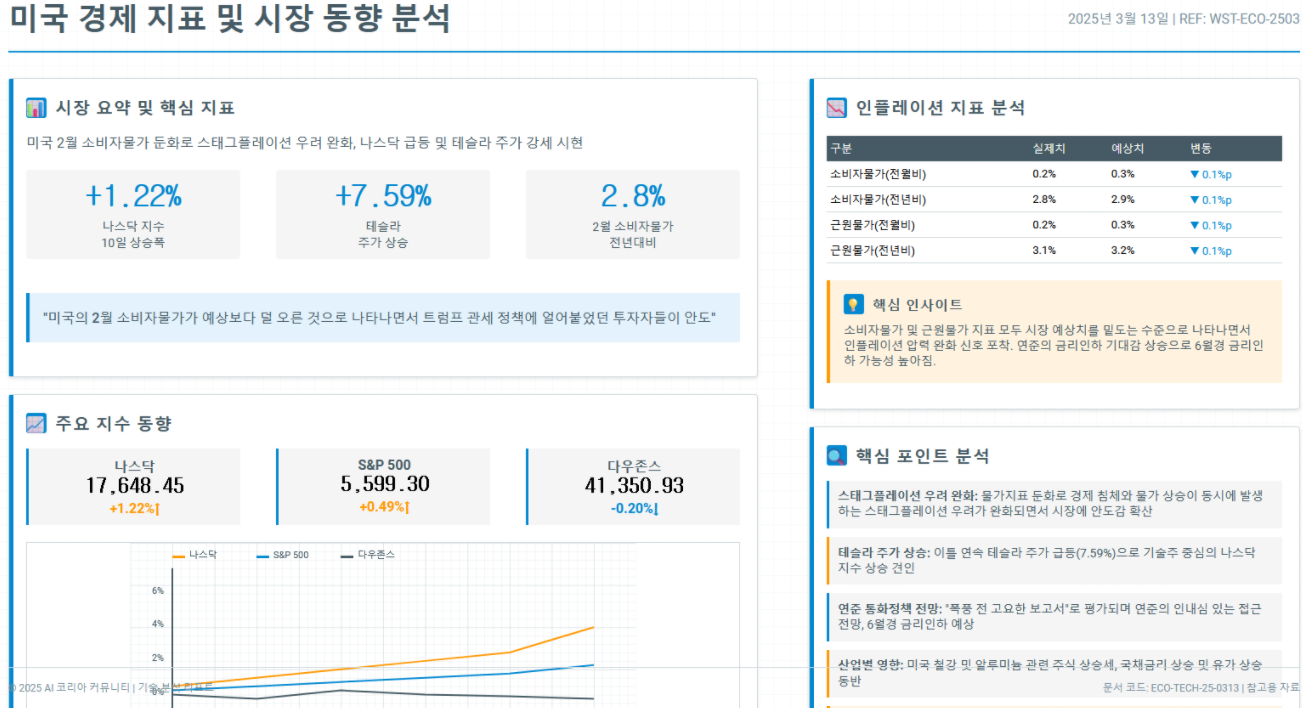 미국 경제 지표 및 시장 동향 분석
2025년 3월 13일 | REF: WST-ECO-2503
시장 요약 및 핵심 지표
미국 2월 소비자물가 둔화로 스태그플레이션 우려 완화, 나스닥 급등 및 테슬라 주가 강세 시현
+1.22%
나스닥 지수
10일 상승폭
+7.59%
테슬라
주가 상승
2.8%
2월 소비자물가
전년대비
"미국의 2월 소비자물가가 예상보다 덜 오른 것으로 나타나면서 트럼프 관세 정책에 얼어붙었던 투자자들이 안도"
주요 지수 동향
나스닥
17,648.45
+1.22%↑
S&P 500
5,599.30
+0.49%↑
다우존스
41,350.93
-0.20%↓
나스닥 S&P 500 다우존스
6%
4%
2%
0%
인플레이션 지표 분석
구분 실제치 예상치 변동
소비자물가(전월비) 0.2% 0.3% ▼ 0.1%p
소비자물가(전년비) 2.8% 2.9% ▼ 0.1%p
근원물가(전월비) 0.2% 0.3% ▼ 0.1%p
근원물가(전년비) 3.1% 3.2% ▼ 0.1%p
핵심 인사이트
소비자물가 및 근원물가 지표 모두 시장 예상치를 밑도는 수준으로 나타나면서
인플레이션 압력 완화 신호 포착. 연준의 금리인하 기대감 상승으로 6월경 금리인
하 가능성 높아짐.
핵심 포인트 분석
스태그플레이션 우려 완화: 물가지표 둔화로 경제 침체와 물가 상승이 동시에 발생
하는 스태그플레이션 우려가 완화되면서 시장에 안도감 확산
테슬라 주가 상승: 이틀 연속 테슬라 주가 급등(7.59%)으로 기술주 중심의 나스닥
지수 상승 견인
연준 통화정책 전망: "폭풍 전 고요한 보고서"로 평가되며 연준의 인내심 있는 접근
전망, 6월경 금리인하 예상
산업별 영향: 미국 철강 및 알루미늄 관련 주식 상승세, 국채금리 상승 및 유가 상승
동반
© 2025 AI 코리아 커뮤니티 | 기술 분석 리포트
문서 코드: ECO-TECH-25-0313 | 참고용 자료